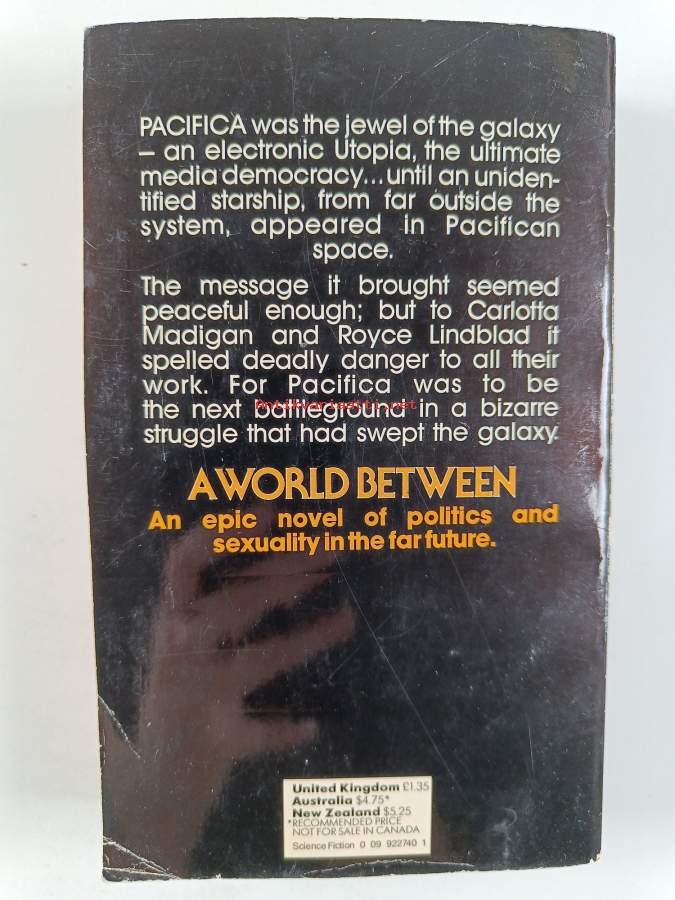 PACIFICA was the jewel of the galaxy
– an electronic Utopia, the ultimate
media democracy...until an uniden-
tified starship, from far outside the
system, appeared in Pacifican
space.
The message it brought seemed
peaceful enough; but to Carlotta
Madigan and Royce Lindblad it
spelled deadly danger to all their
work. For Pacifica was to be
the next battleground in a bizarre
antikvariaatti.net
struggle that had swept the galaxy.
A WORLD BETWEEN
An epic novel of politics and
sexuality in the far future.
United Kingdom £1.35
Australia $4.75*
New Zealand $5.25
*RECOMMENDED PRICE
NOT FOR SALE IN CANADA
Science Fiction 0 09 922740 1